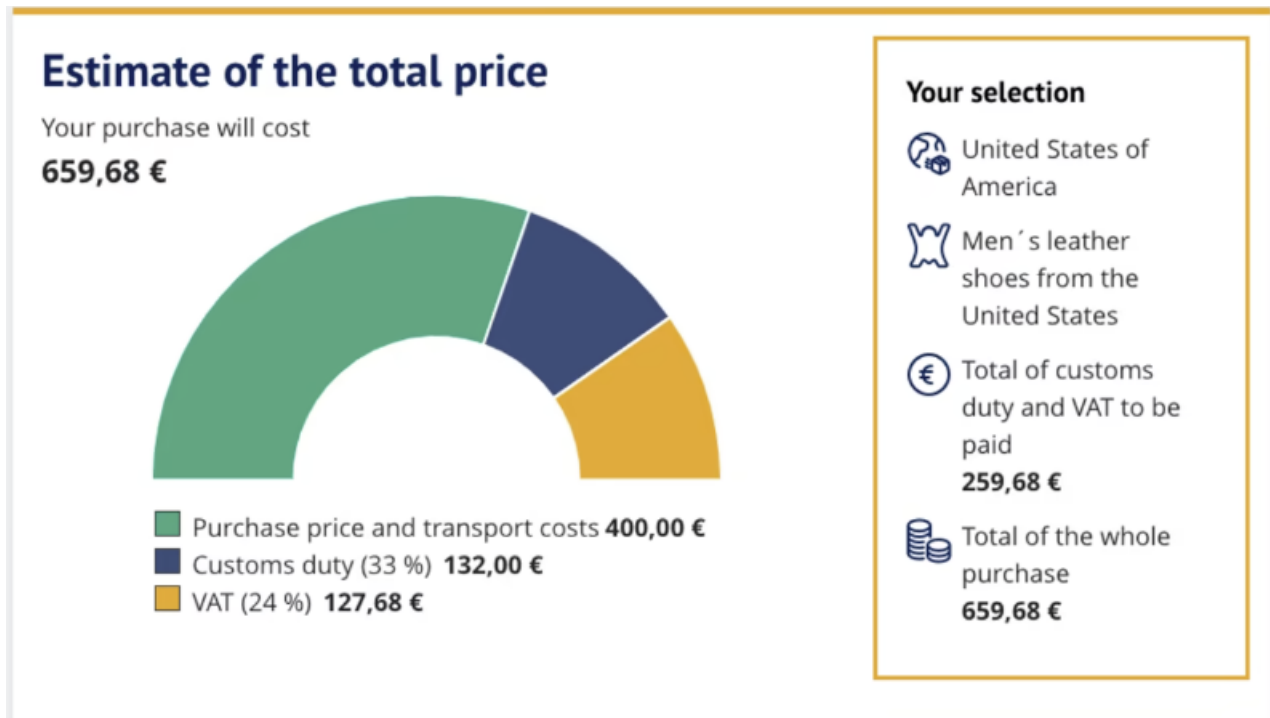 Estimate of the total price
Your purchase will cost
659,68 €
Purchase price and transport costs 400,00 €
Customs duty (33 %) 132,00 €
VAT (24 %) 127,68 €
Your selection
United States of
America
Men´s leather
shoes from the
United States
€
Total of customs
duty and VAT to be
paid
259,68 €
Total of the whole
purchase
659,68 €